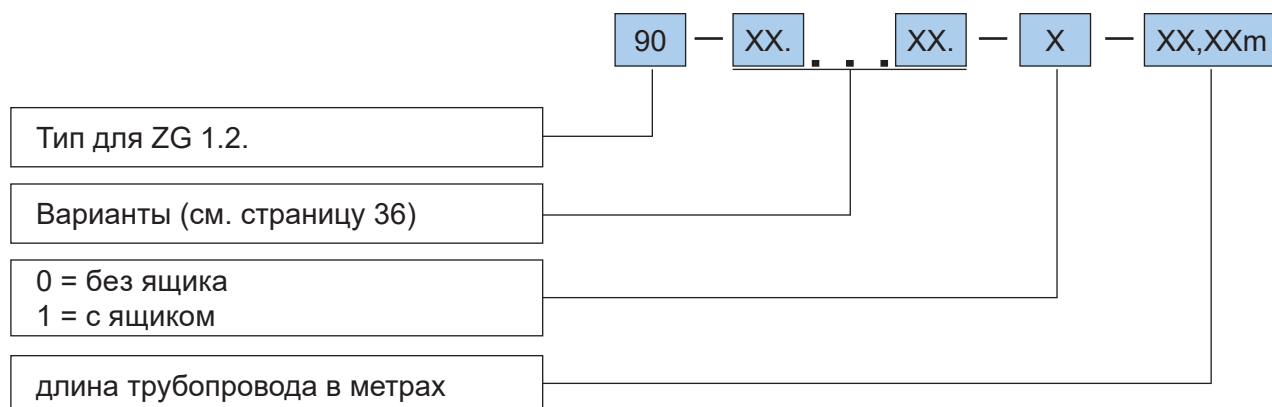 90 — XX. . . . XX. — X — XX,XXm
Тип для ZG 1.2.
Варианты (см. страницу 36)
0 = без ящика
1 = с ящиком
длина трубопровода в метрах